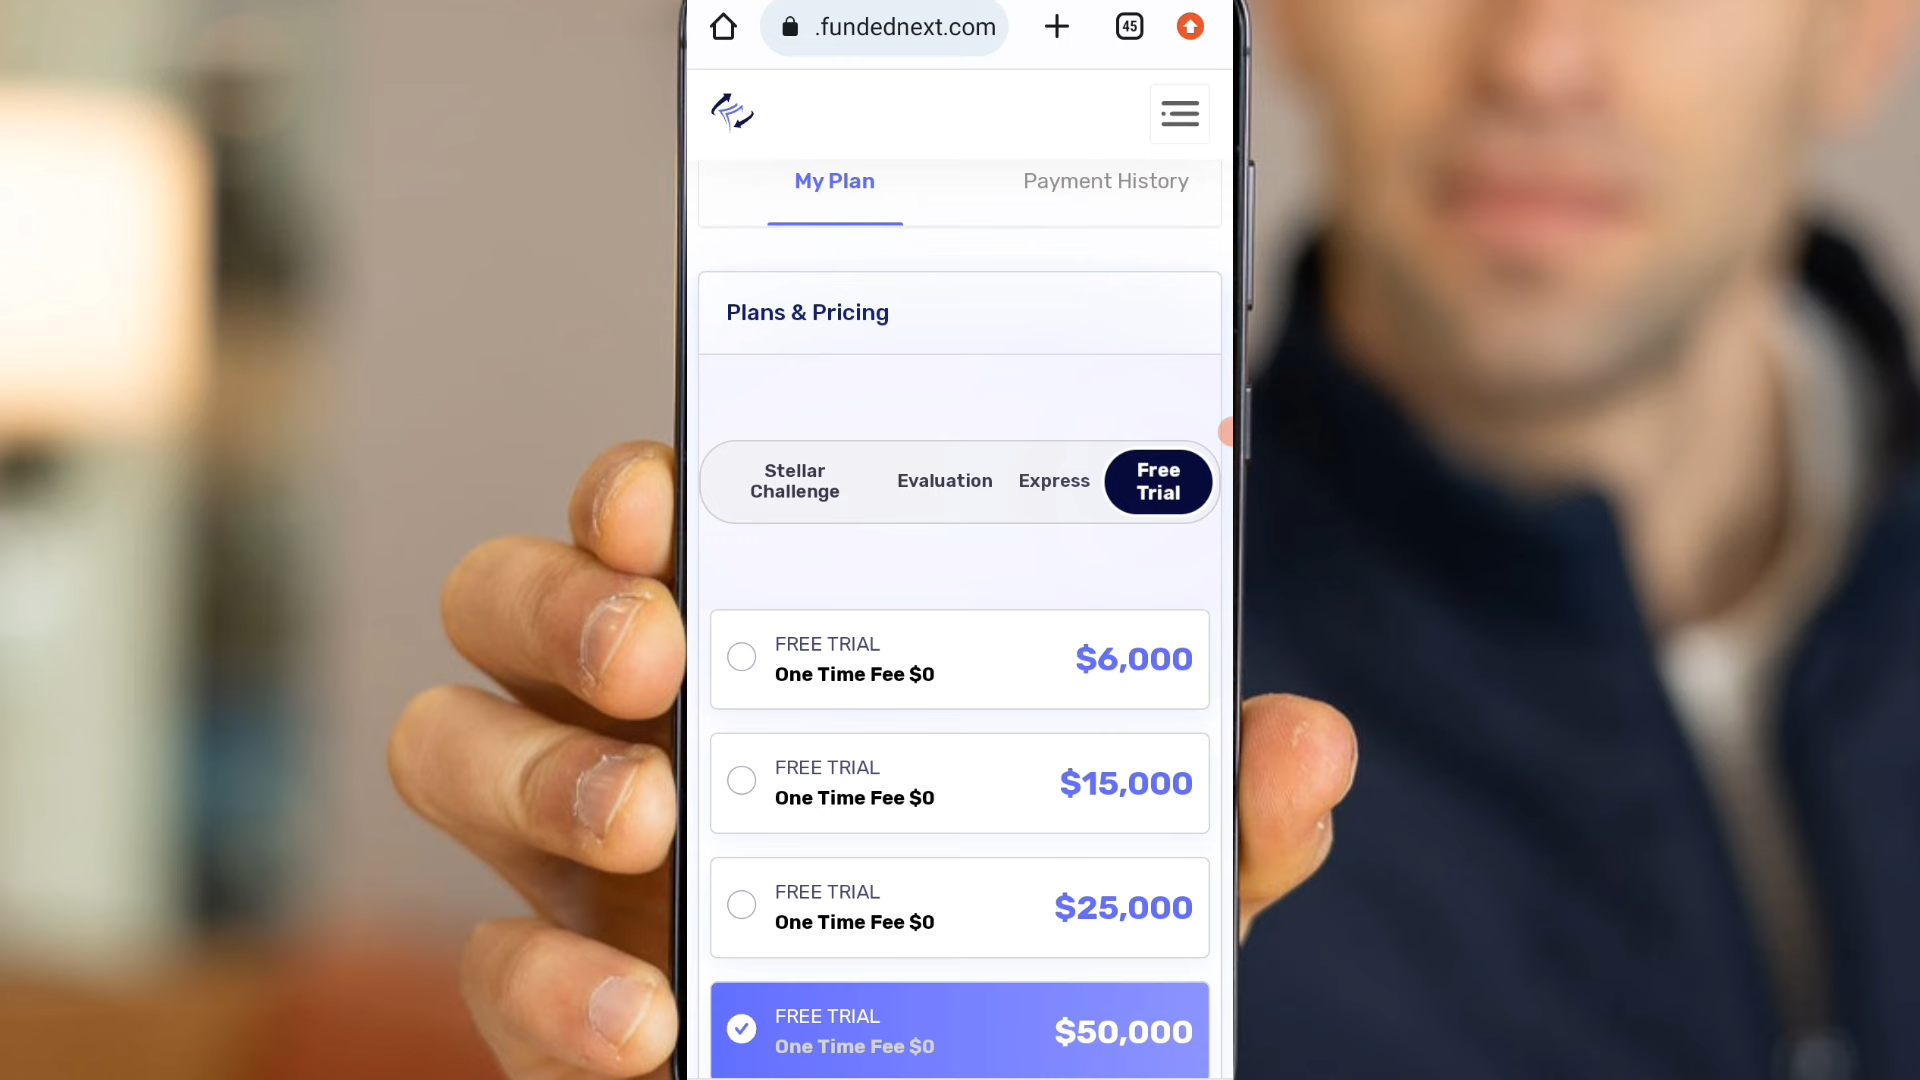 .fundednext.com
45
My Plan
Payment History
Plans & Pricing
Stellar
Challenge
Evaluation
Express
Free
Trial
FREE TRIAL
One Time Fee $0
$6,000
FREE TRIAL
One Time Fee $0
$15,000
FREE TRIAL
One Time Fee $0
$25,000
FREE TRIAL
One Time Fee $0
$50,000